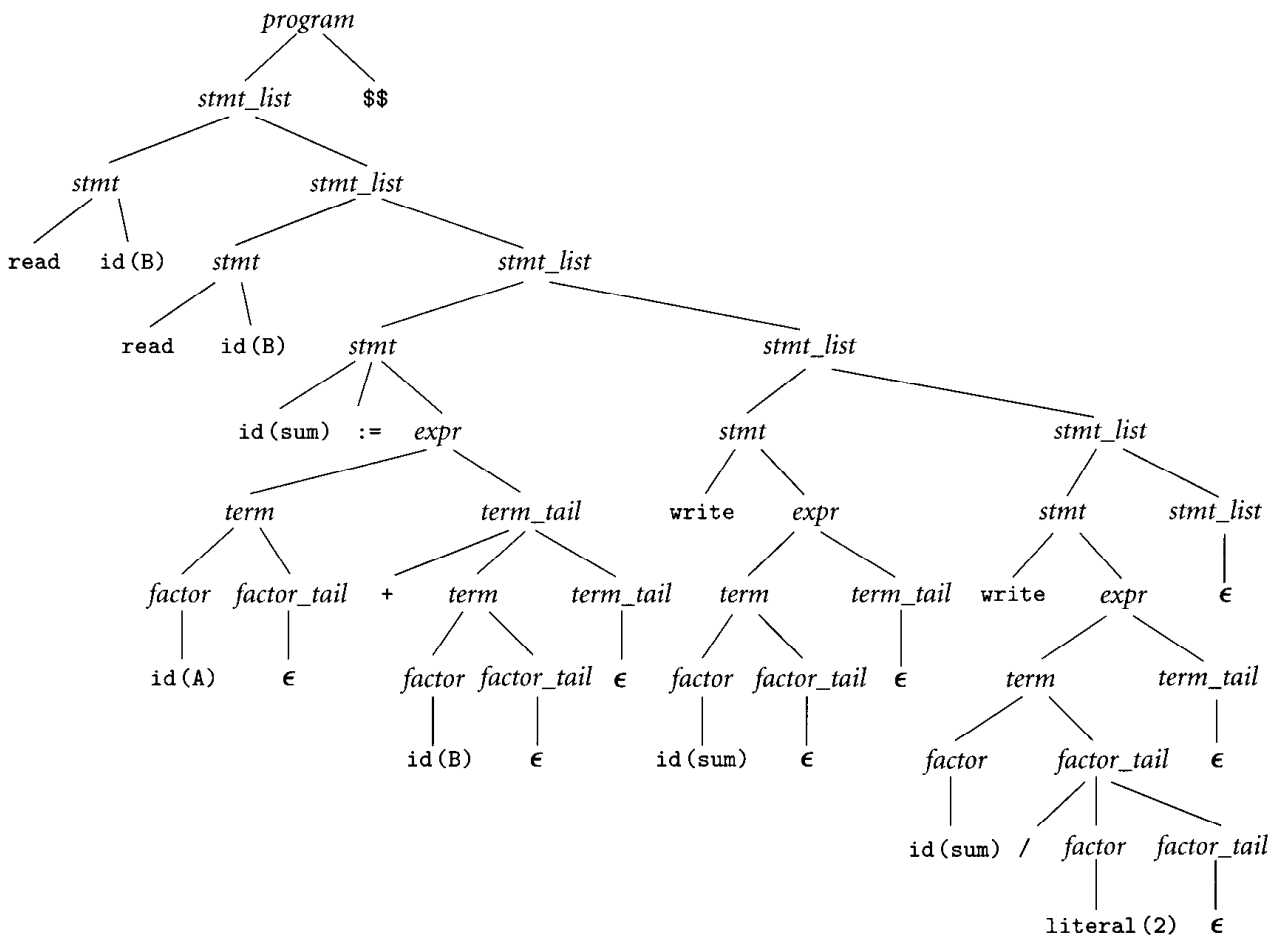 program
stmt_list $$
stmt stmt_list
read id(B) stmt stmt_list
read id(B) stmt stmt_list
id(sum) := expr stmt stmt_list
term term_tail write expr stmt stmt_list
factor factor_tail + term term_tail term term_tail write expr ϵ
id(A) ϵ factor factor_tail ϵ factor factor_tail ϵ term term_tail
id(B) ϵ id(sum) ϵ factor factor_tail ϵ
id(sum) / factor factor_tail
literal(2) ϵ